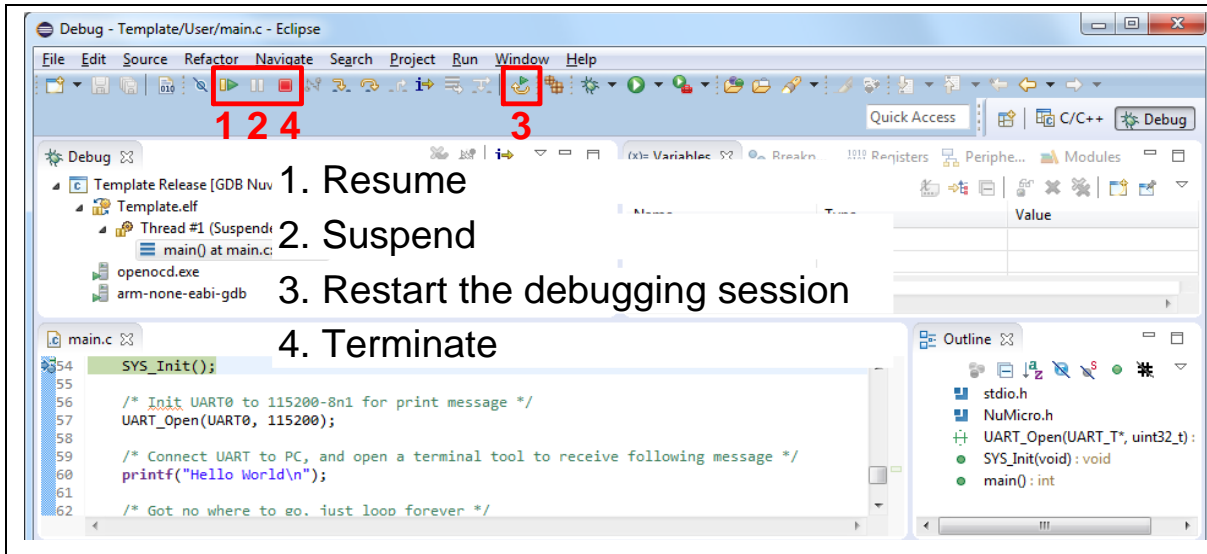 Debug - Template/User/main.c - Eclipse
File Edit Source Refactor Navigate Search Project Run Window Help
1 2 4 3
Quick Access C/C++ Debug
Debug
(x)= Variables Breakp... Registers Periphe... Modules
Template Release [GDB Nuv
1. Resume
Template.elf
Name Type Value
Thread #1 (Suspende
2. Suspend
main() at main.c:
openocd.exe
arm-none-eabi-gdb
3. Restart the debugging session
main.c
4. Terminate
Outline
54 SYS_Init();
55
56 /* Init UART0 to 115200-8n1 for print message */
57 UART_Open(UART0, 115200);
58
59 /* Connect UART to PC, and open a terminal tool to receive following message */
60 printf("Hello World\n");
61
62 /* Got no where to go, just loop forever */
stdio.h
NuMicro.h
UART_Open(UART_T*, uint32_t) :
SYS_Init(void) : void
main() : int